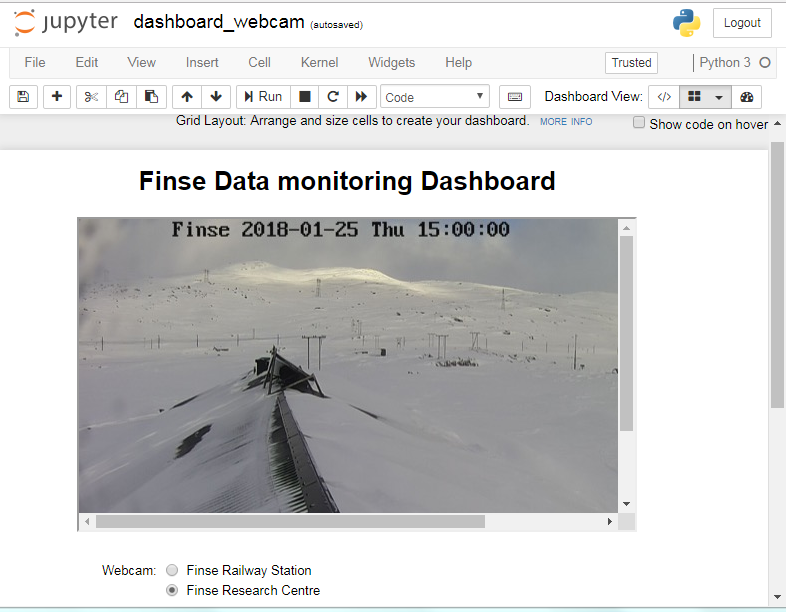 jupyter dashboard_webcam (autosaved) Logout
File Edit View Insert Cell Kernel Widgets Help Trusted Python 3
Run Code Dashboard View: </>
Grid Layout: Arrange and size cells to create your dashboard. MORE INFO Show code on hover
Finse Data monitoring Dashboard
Finse 2018-01-25 Thu 15:00:00
Webcam: Finse Railway Station
Finse Research Centre